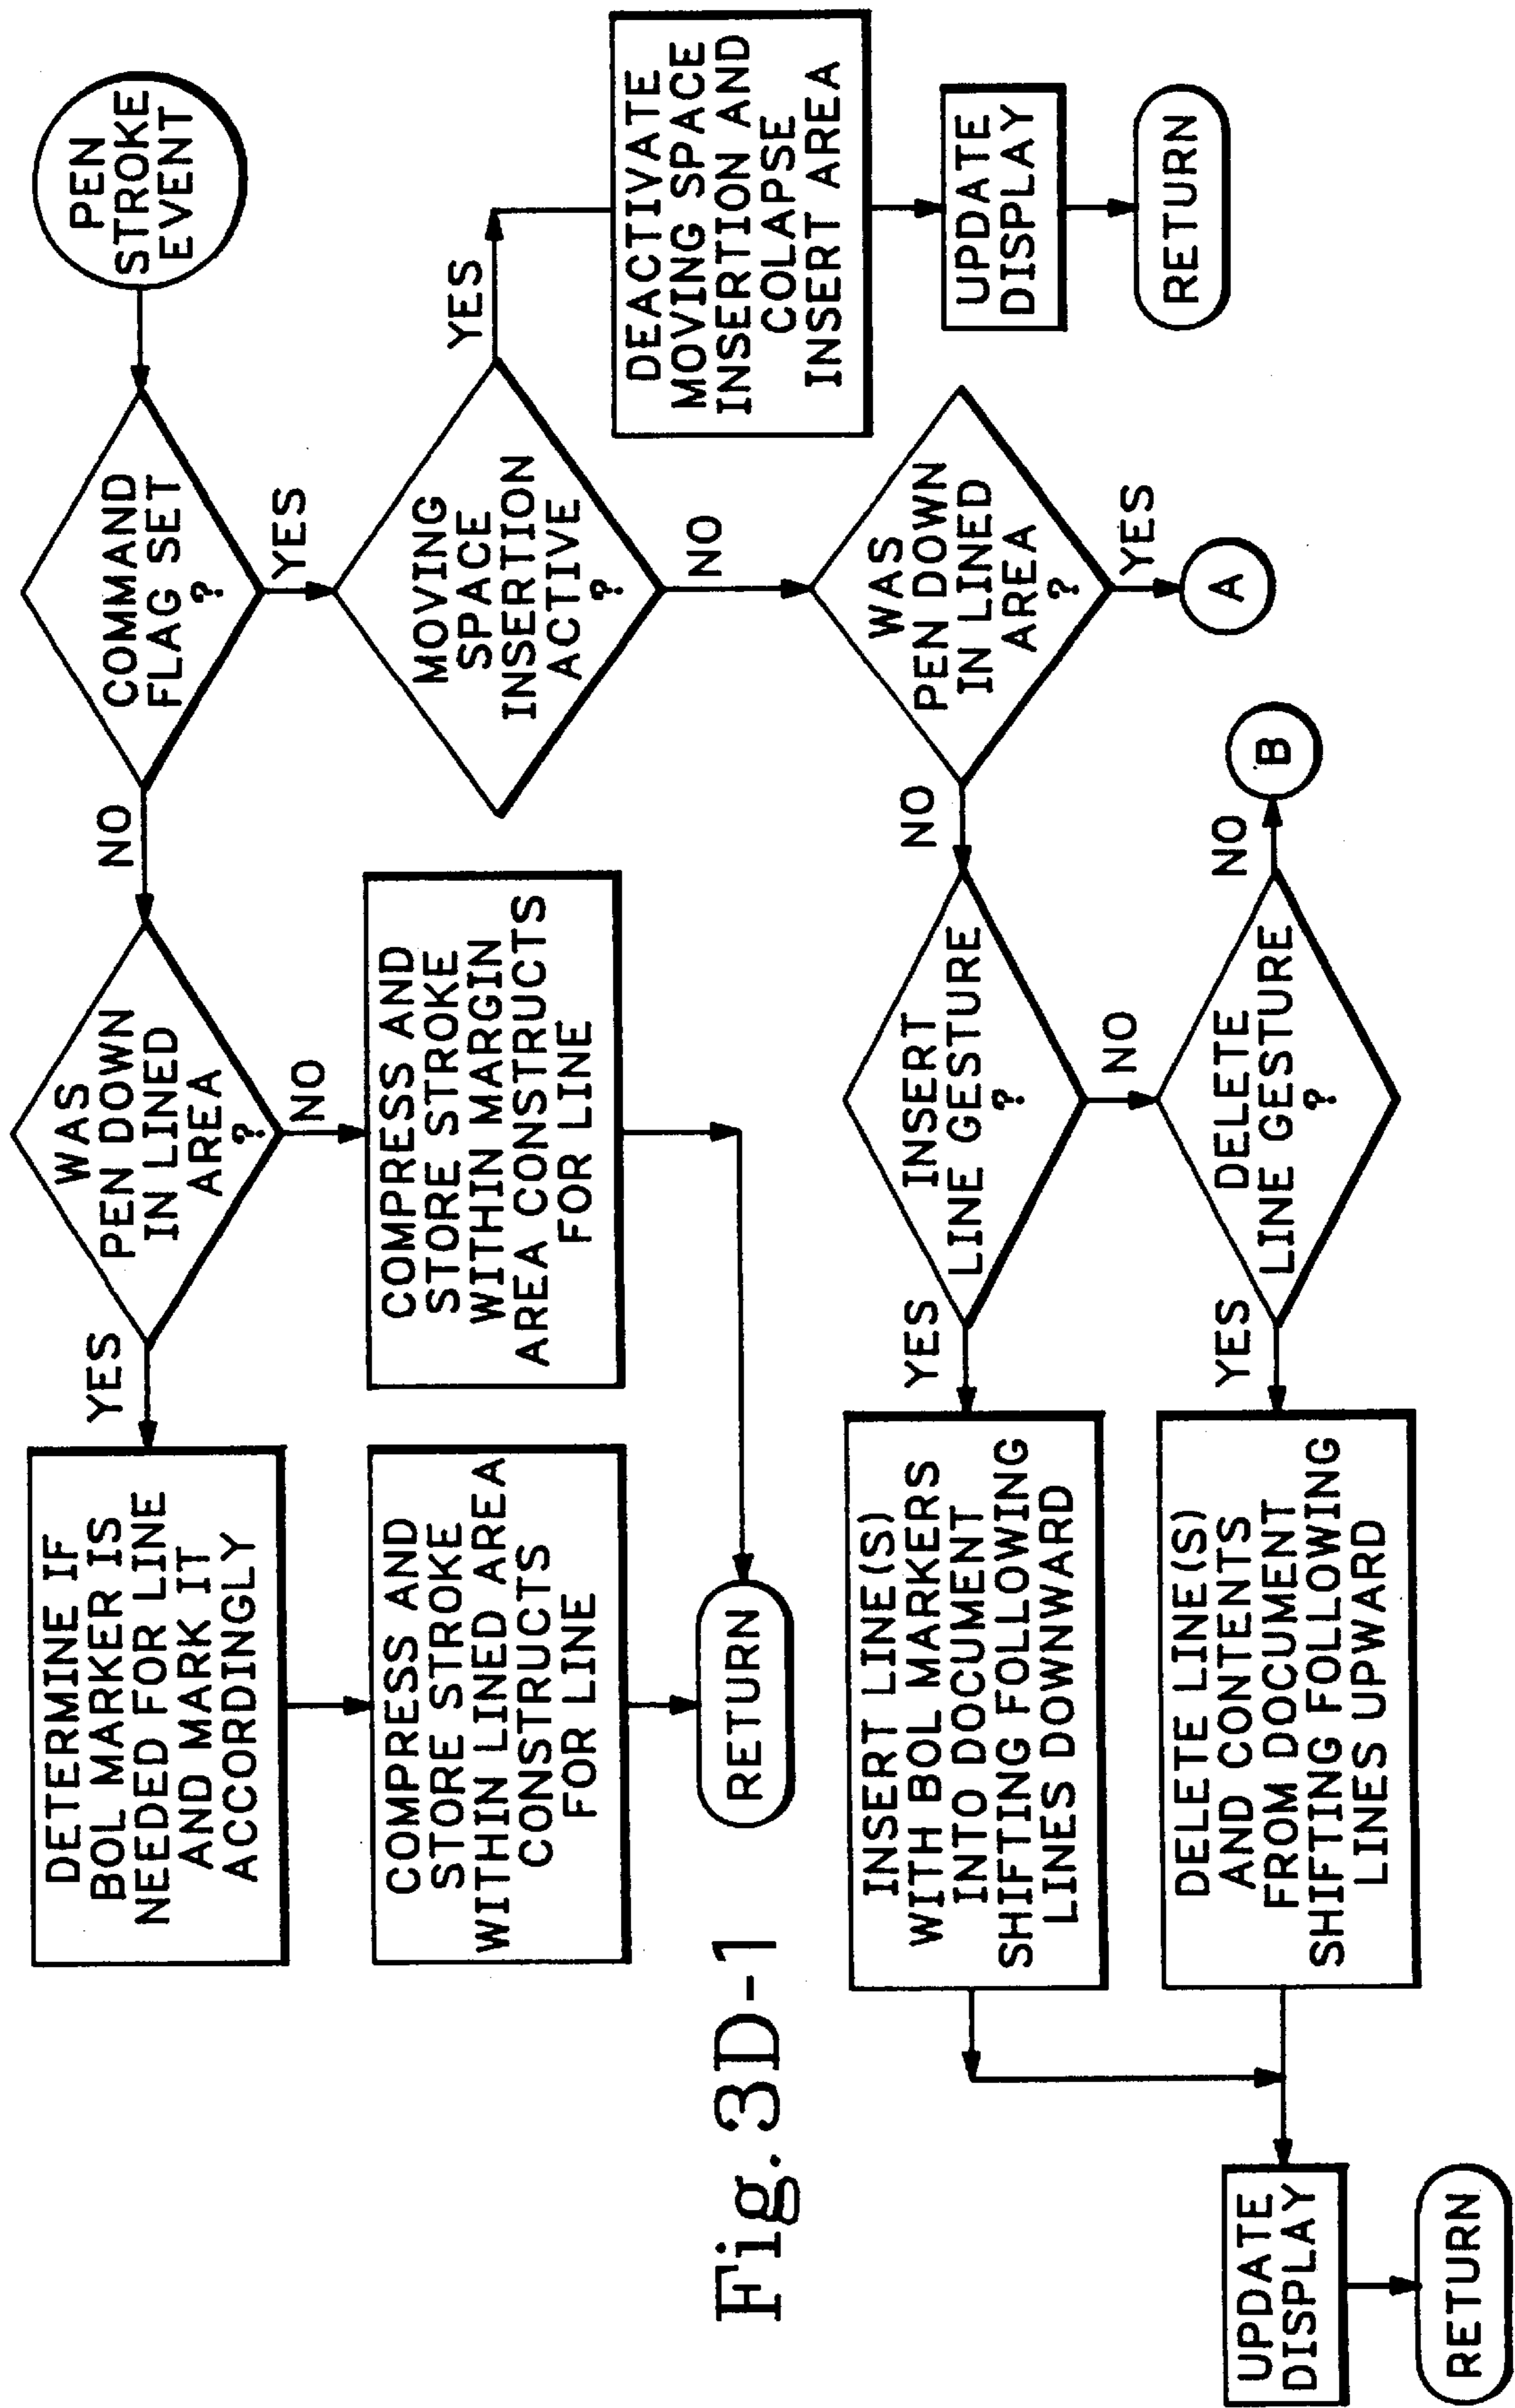 PEN
STROKE
EVENT
COMMAND
FLAG SET
?
NO
YES
WAS
PEN DOWN
IN LINED
AREA
?
YES
NO
DETERMINE IF
BOL MARKER IS
NEEDED FOR LINE
AND MARK IT
ACCORDINGLY
COMPRESS AND
STORE STROKE
WITHIN LINED AREA
CONSTRUCTS
FOR LINE
COMPRESS AND
STORE STROKE
WITHIN MARGIN
AREA CONSTRUCTS
FOR LINE
RETURN
MOVING
SPACE
INSERTION
ACTIVE
?
YES
NO
DEACTIVATE
MOVING SPACE
INSERTION AND
COLAPSE
INSERT AREA
UPDATE
DISPLAY
RETURN
WAS
PEN DOWN
IN LINED
AREA
?
YES
A
NO
INSERT
LINE GESTURE
?
YES
NO
INSERT LINE(S)
WITH BOL MARKERS
INTO DOCUMENT
SHIFTING FOLLOWING
LINES DOWNWARD
DELETE
LINE GESTURE
?
NO
B
YES
DELETE LINE(S)
AND CONTENTS
FROM DOCUMENT
SHIFTING FOLLOWING
LINES UPWARD
UPDATE
DISPLAY
RETURN
Fig. 3D-1